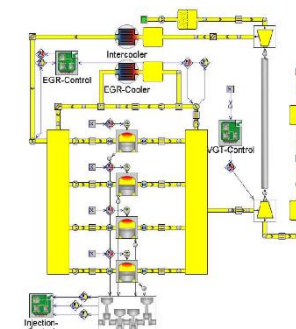 Intercooler
EGR-Control
EGR-Cooler
VGT-Control
Injection-